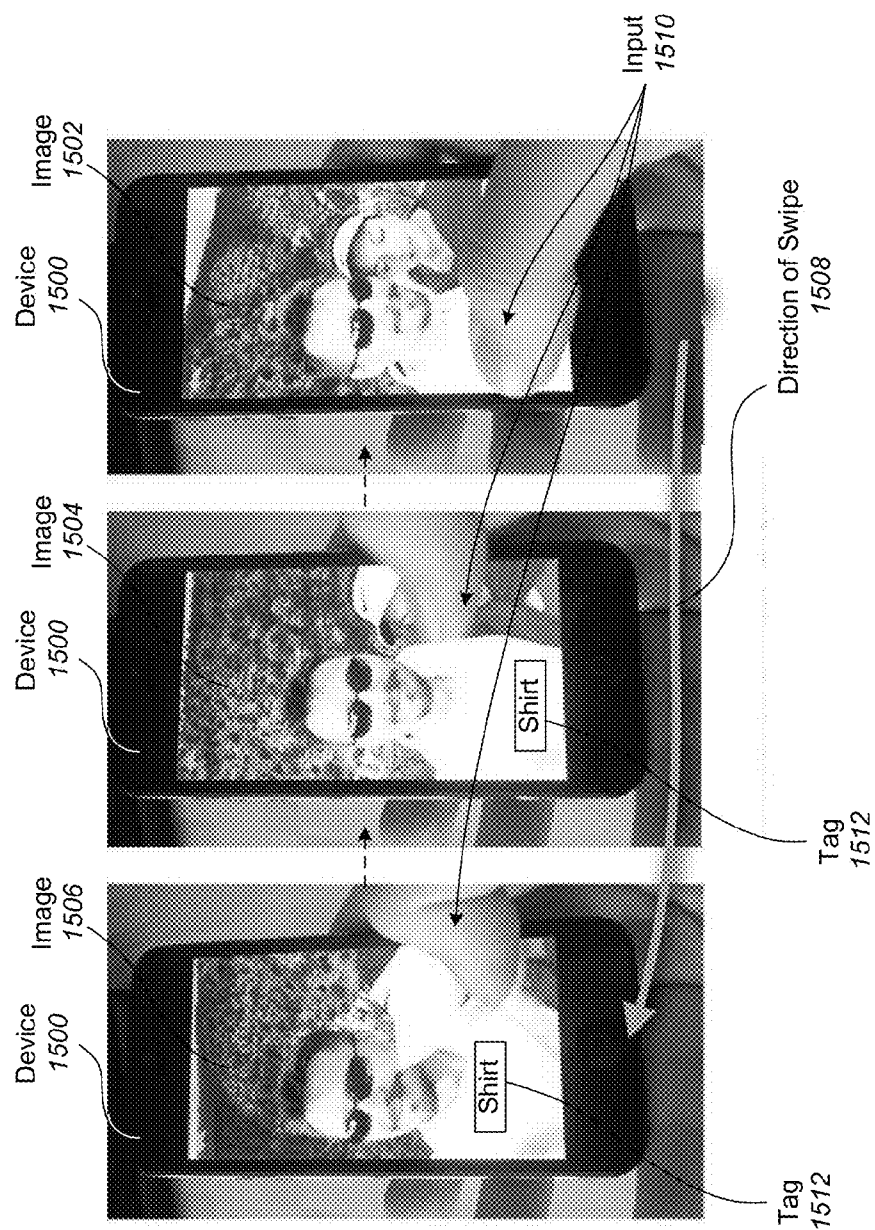 Device
1500
Image
1506
Device
1500
Image
1504
Device
1500
Image
1502
Shirt
Shirt
Input
1510
Tag
1512
Tag
1512
Direction of Swipe
1508